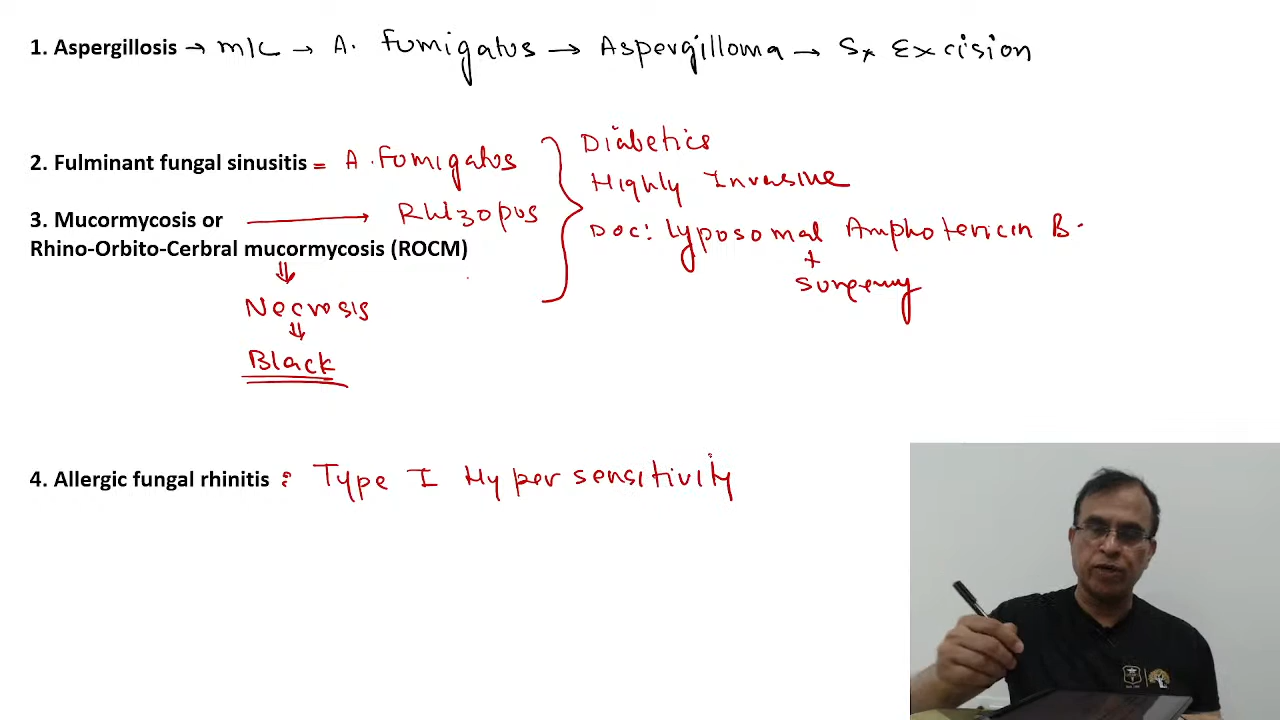 1. Aspergillosis → m/c → A. Fumigatus → Aspergilloma → Sx Excision
2. Fulminant fungal sinusitis = A. Fumigatus
3. Mucormycosis or → Rhizopus
Rhino-Orbito-Cerbral mucormycosis (ROCM)
⇓
Necrosis
⇓
Black
Diabetics
Highly Invasive
DOC: Lyposomal Amphotericin B.
+
Surgery
4. Allergic fungal rhinitis : Type I Hypersensitivity